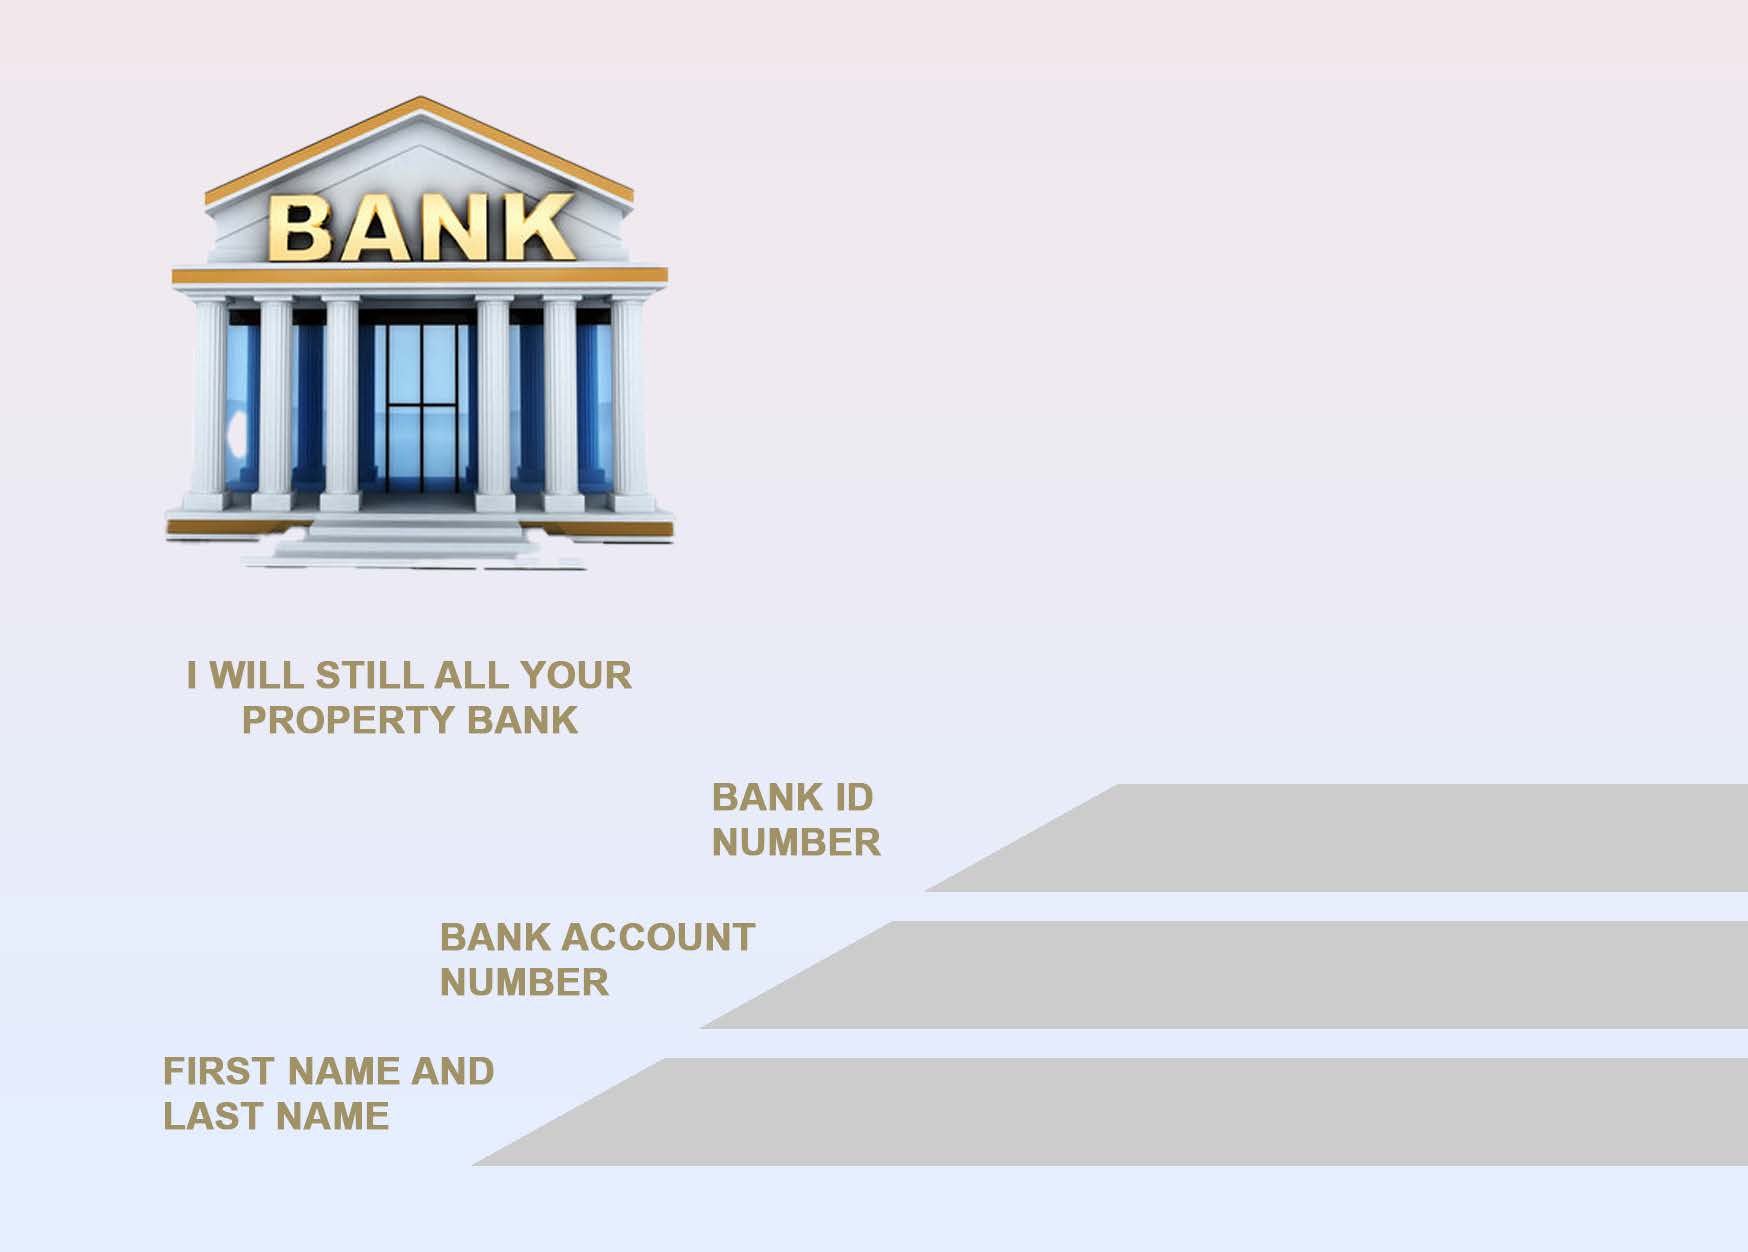 BANK
I WILL STILL ALL YOUR
PROPERTY BANK
BANK ID
NUMBER
BANK ACCOUNT
NUMBER
FIRST NAME AND
LAST NAME